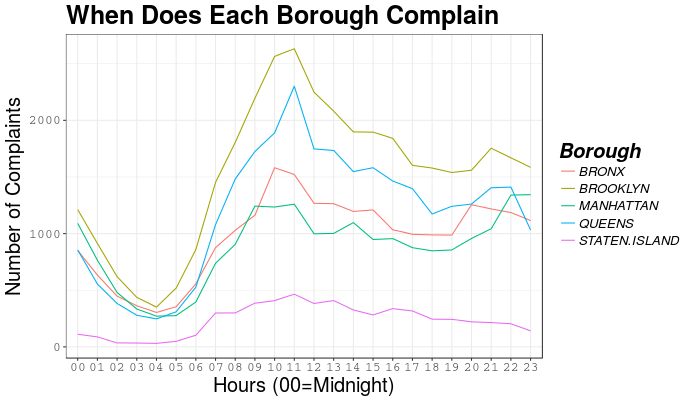 When Does Each Borough Complain
Number of Complaints
2000
1000
0
00 01 02 03 04 05 06 07 08 09 10 11 12 13 14 15 16 17 18 19 20 21 22 23
Hours (00=Midnight)
Borough
BRONX
BROOKLYN
MANHATTAN
QUEENS
STATEN.ISLAND